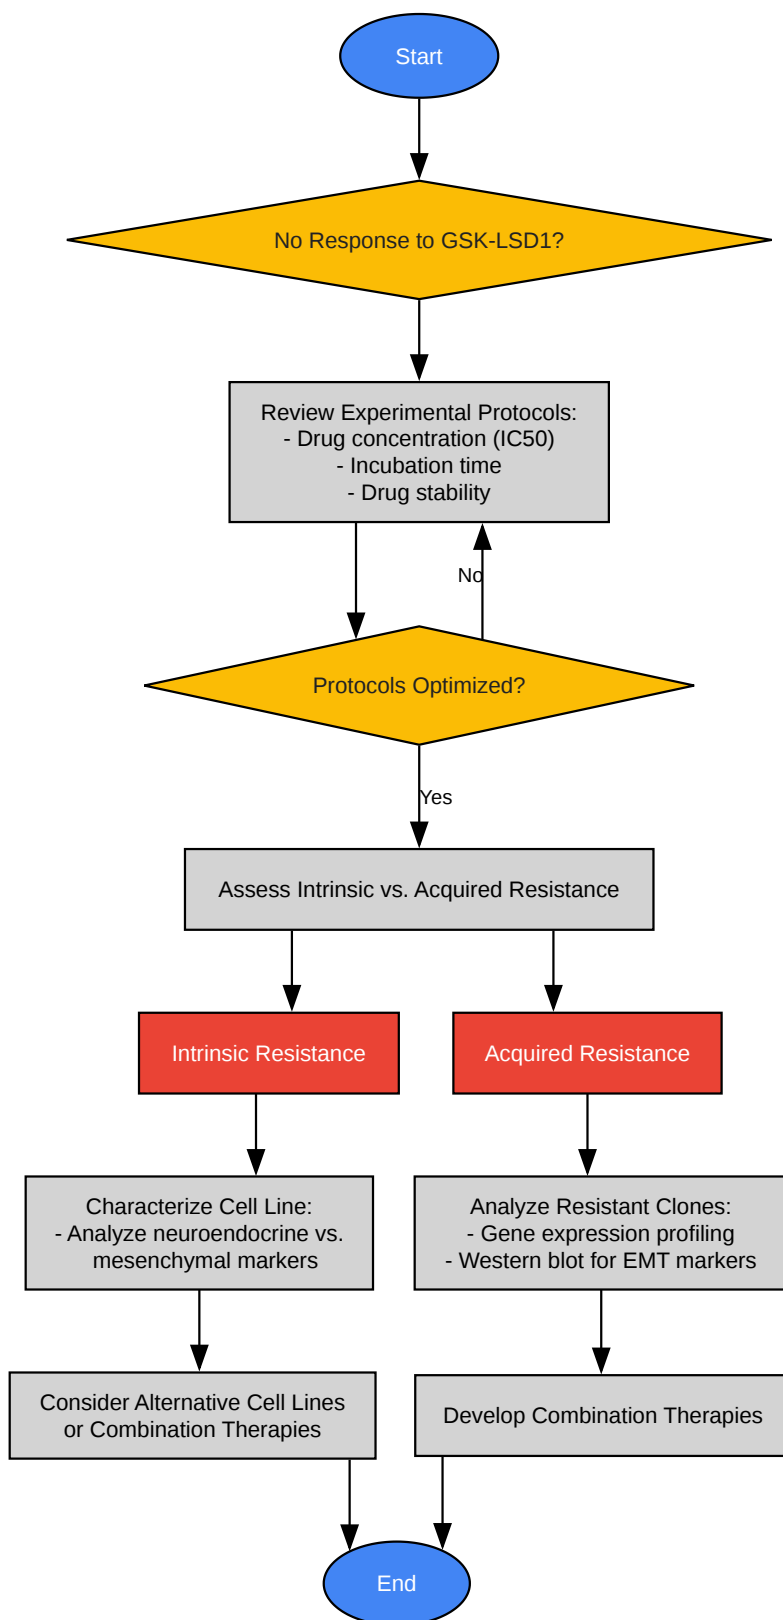 Start
No Response to GSK-LSD1?
Review Experimental Protocols:
- Drug concentration (IC50)
- Incubation time
- Drug stability
No
Protocols Optimized?
Yes
Assess Intrinsic vs. Acquired Resistance
Intrinsic Resistance
Acquired Resistance
Characterize Cell Line:
- Analyze neuroendocrine vs.
mesenchymal markers
Analyze Resistant Clones:
- Gene expression profiling
- Western blot for EMT markers
Consider Alternative Cell Lines
or Combination Therapies
Develop Combination Therapies
End